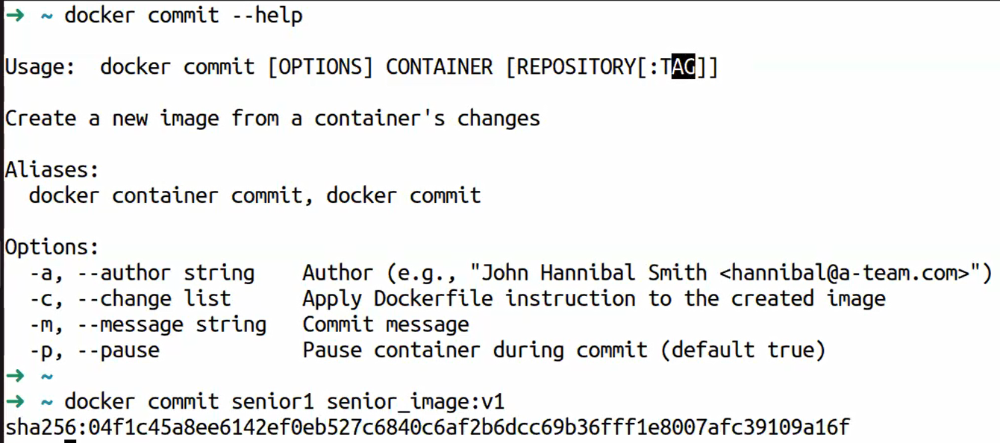 ➜ ~ docker commit --help
Usage:  docker commit [OPTIONS] CONTAINER [REPOSITORY[:TAG]]
Create a new image from a container's changes
Aliases:
  docker container commit, docker commit
Options:
  -a, --author string    Author (e.g., "John Hannibal Smith <hannibal@a-team.com>")
  -c, --change list      Apply Dockerfile instruction to the created image
  -m, --message string   Commit message
  -p, --pause            Pause container during commit (default true)
➜ ~
➜ ~ docker commit senior1 senior_image:v1
sha256:04f1c45a8ee6142ef0eb527c6840c6af2b6dcc69b36fff1e8007afc39109a16f